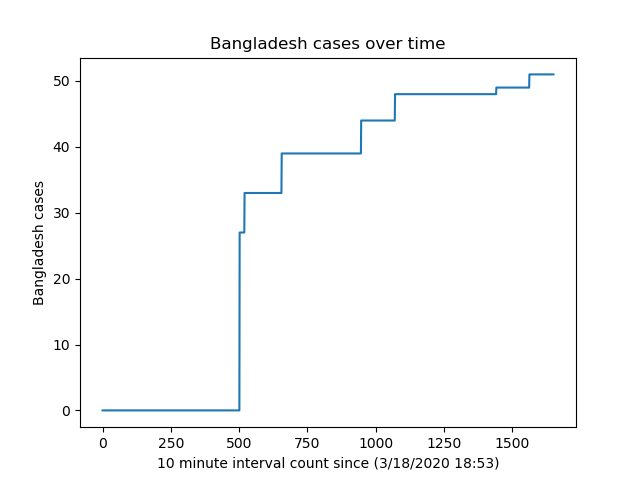 Bangladesh cases over time
50
40
30
20
10
0
Bangladesh cases
0 250 500 750 1000 1250 1500
10 minute interval count since (3/18/2020 18:53)